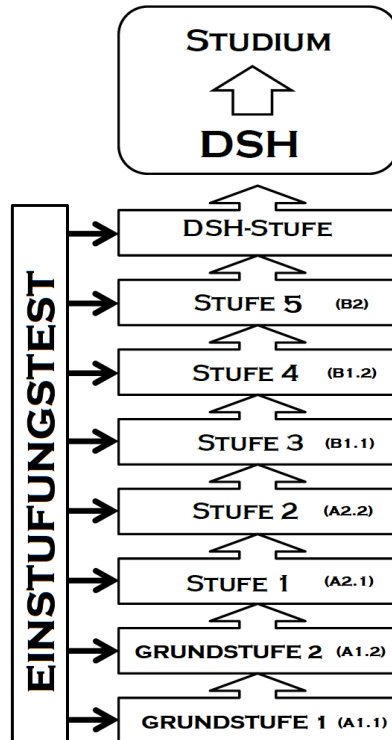 STUDIUM
DSH
DSH-STUFE
STUFE 5 (B2)
STUFE 4 (B1.2)
STUFE 3 (B1.1)
STUFE 2 (A2.2)
STUFE 1 (A2.1)
GRUNDSTUFE 2 (A1.2)
GRUNDSTUFE 1 (A1.1)
EINSTUFUNGSTEST